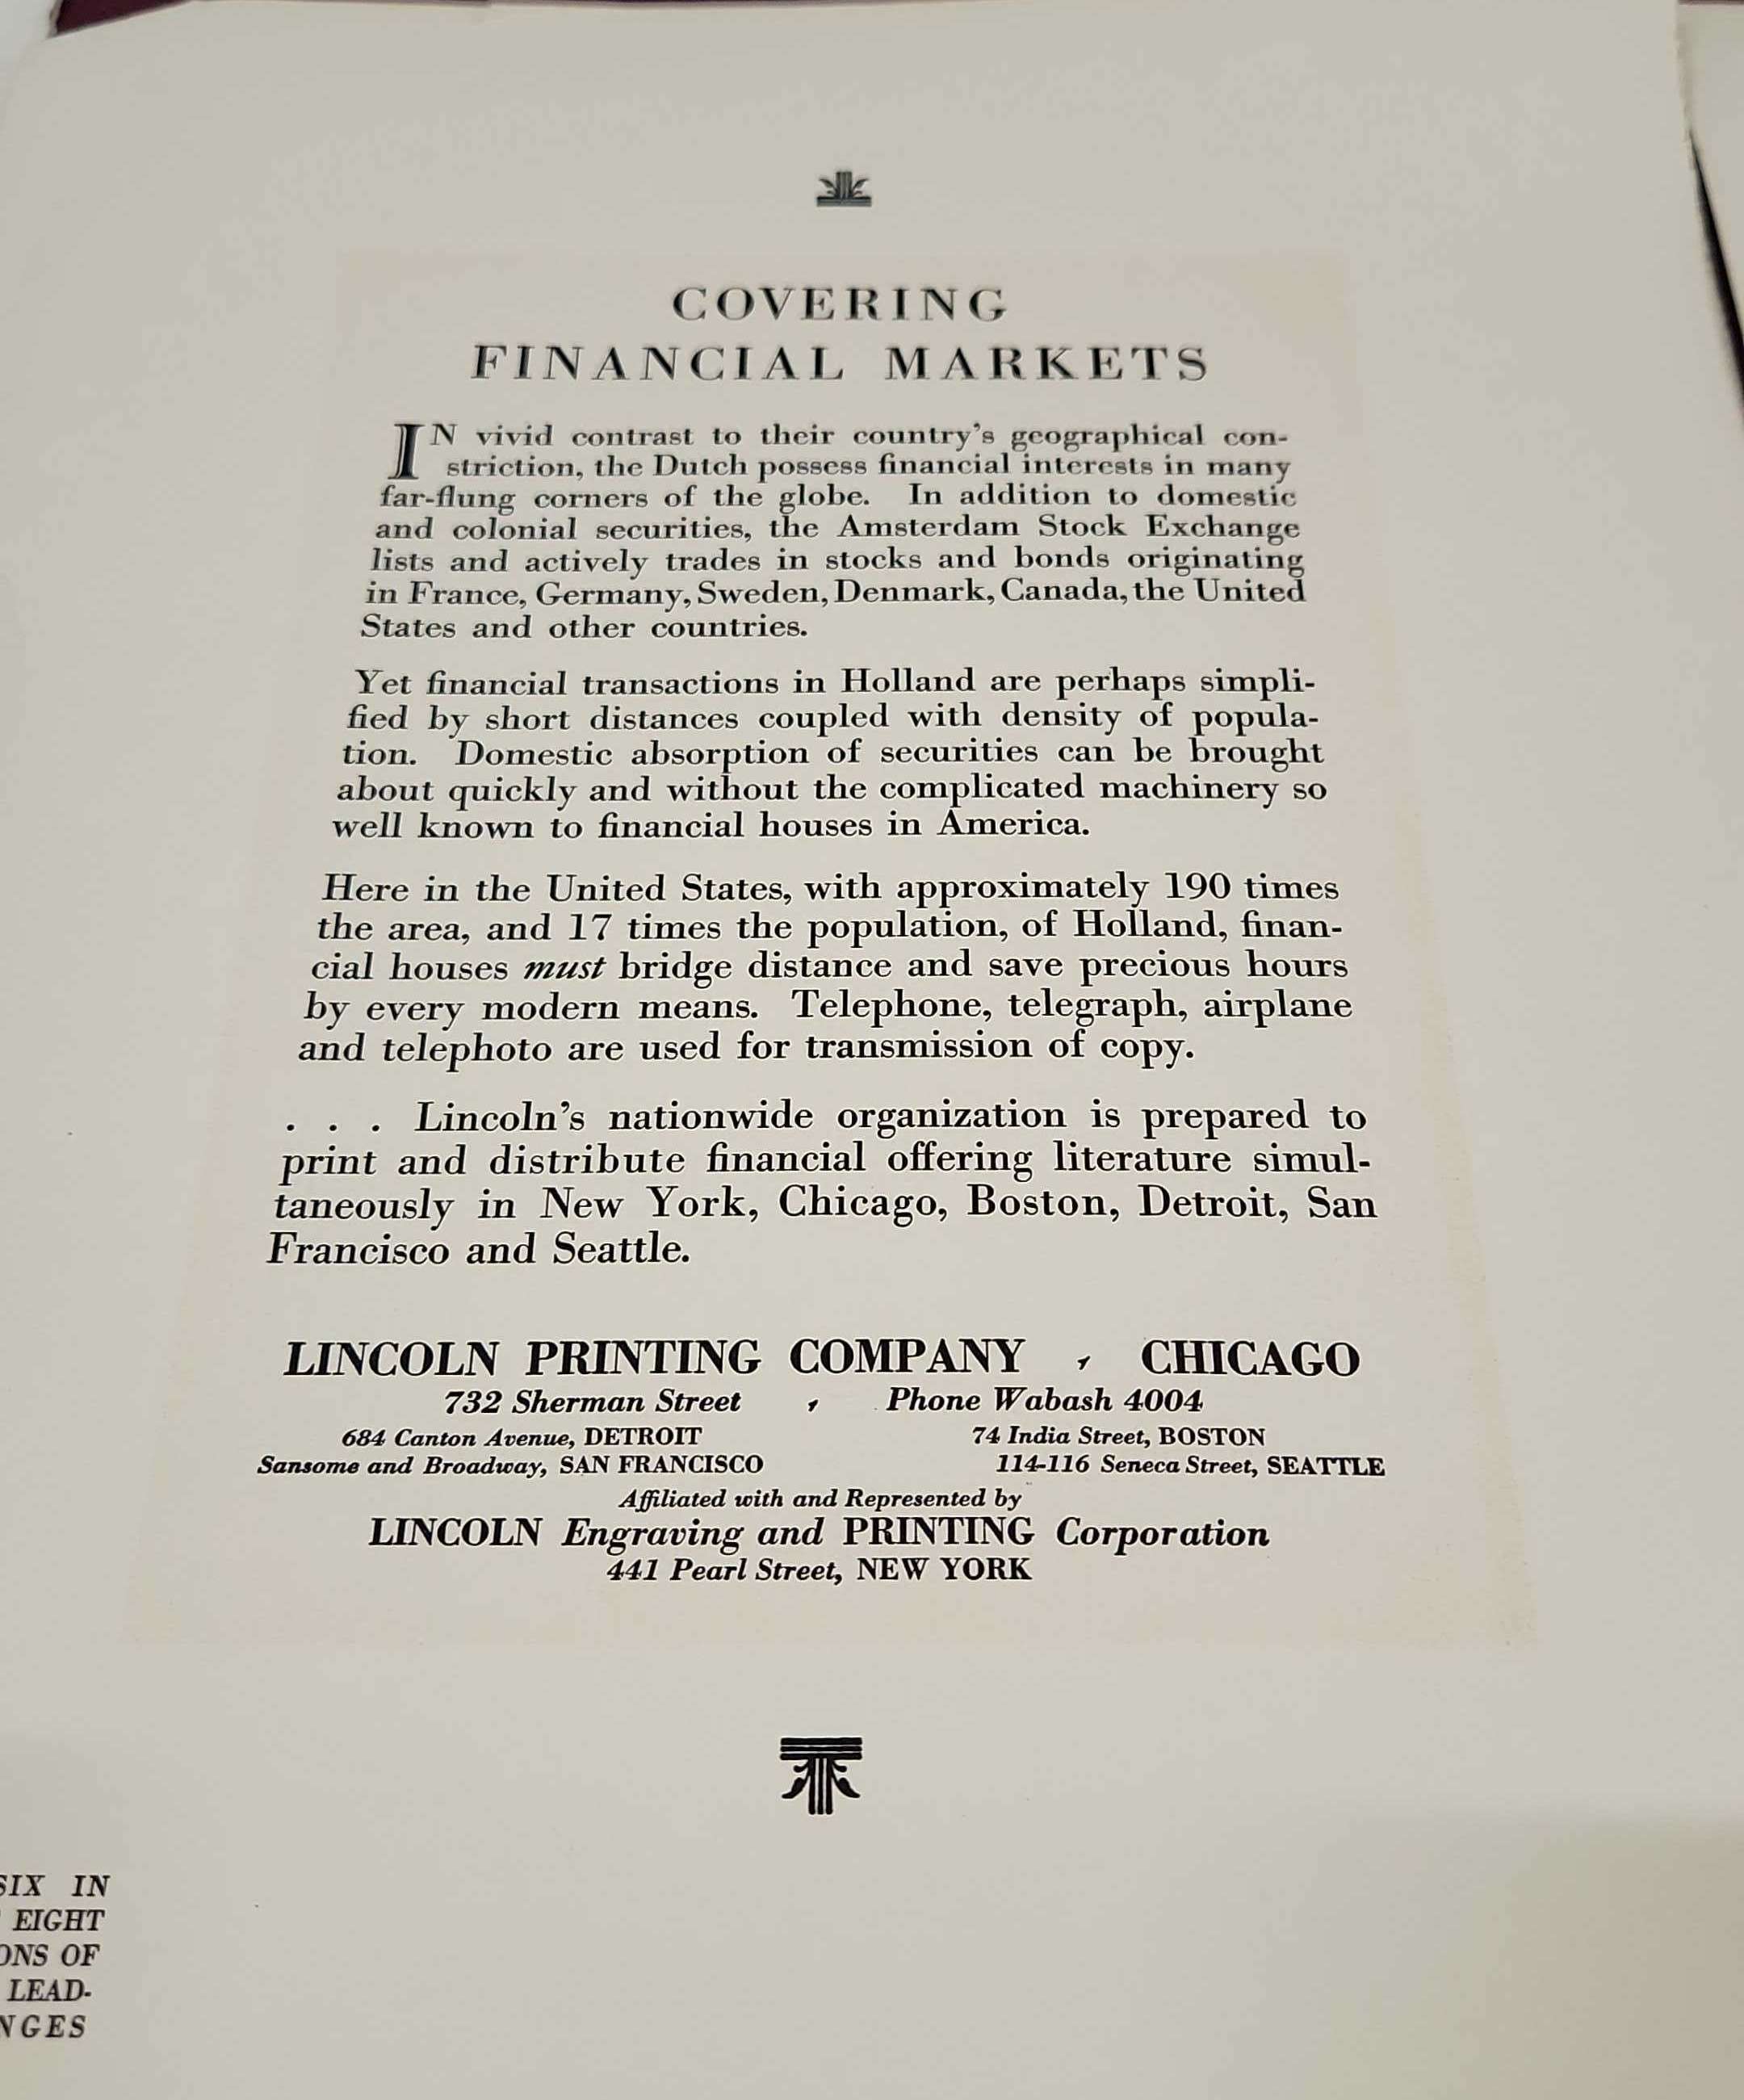 COVERING
FINANCIAL MARKETS
IN vivid contrast to their country's geographical con-
striction, the Dutch possess financial interests in many
far-flung corners of the globe. In addition to domestic
and colonial securities, the Amsterdam Stock Exchange
lists and actively trades in stocks and bonds originating
in France, Germany, Sweden, Denmark, Canada, the United
States and other countries.
Yet financial transactions in Holland are perhaps simpli-
fied by short distances coupled with density of popula-
tion. Domestic absorption of securities can be brought
about quickly and without the complicated machinery so
well known to financial houses in America.
Here in the United States, with approximately 190 times
the area, and 17 times the population, of Holland, finan-
cial houses must bridge distance and save precious hours
by every modern means. Telephone, telegraph, airplane
and telephoto are used for transmission of copy.
. . . Lincoln's nationwide organization is prepared to
print and distribute financial offering literature simul-
taneously in New York, Chicago, Boston, Detroit, San
Francisco and Seattle.
LINCOLN PRINTING COMPANY , CHICAGO
732 Sherman Street , Phone Wabash 4004
684 Canton Avenue, DETROIT 74 India Street, BOSTON
Sansome and Broadway, SAN FRANCISCO 114-116 Seneca Street, SEATTLE
Affiliated with and Represented by
LINCOLN Engraving and PRINTING Corporation
441 Pearl Street, NEW YORK
SIX IN
EIGHT
ONS OF
LEAD-
NGES